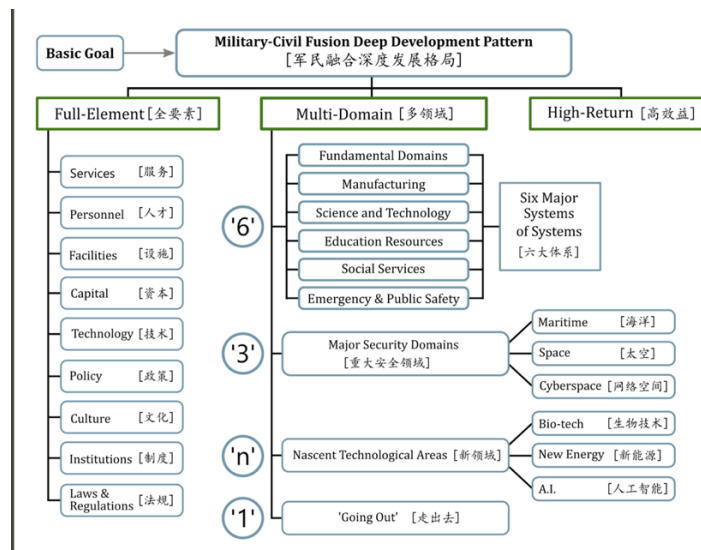 Basic Goal
Military-Civil Fusion Deep Development Pattern
[军民融合深度发展格局]
Full-Element [全要素]
Multi-Domain [多领域]
High-Return [高效益]
Services [服务]
Personnel [人才]
Facilities [设施]
Capital [资本]
Technology [技术]
Policy [政策]
Culture [文化]
Institutions [制度]
Laws &
Regulations [法规]
'6'
Fundamental Domains
Manufacturing
Science and Technology
Education Resources
Social Services
Emergency & Public Safety
Six Major
Systems
of Systems
[六大体系]
'3'
Major Security Domains
[重大安全领域]
Maritime [海洋]
Space [太空]
Cyberspace [网络空间]
'n'
Nascent Technological Areas [新领域]
Bio-tech [生物技术]
New Energy [新能源]
A.I. [人工智能]
'1'
'Going Out' [走出去]